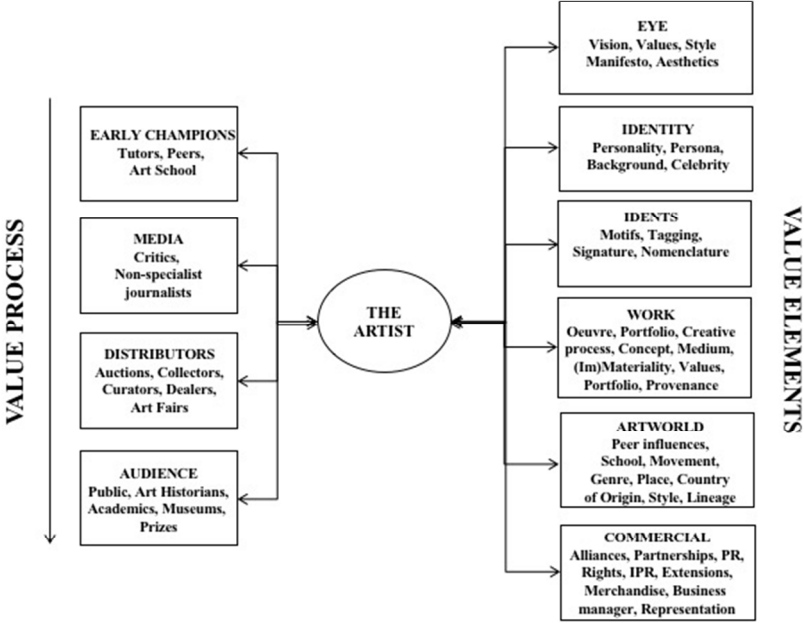 VALUE PROCESS
EARLY CHAMPIONS
Tutors, Peers,
Art School
MEDIA
Critics,
Non-specialist
journalists
DISTRIBUTORS
Auctions, Collectors,
Curators, Dealers,
Art Fairs
AUDIENCE
Public, Art Historians,
Academics, Museums,
Prizes
THE
ARTIST
EYE
Vision, Values, Style
Manifesto, Aesthetics
IDENTITY
Personality, Persona,
Background, Celebrity
IDENTS
Motifs, Tagging,
Signature, Nomenclature
WORK
Oeuvre, Portfolio, Creative
process, Concept, Medium,
(Im)Materiality, Values,
Portfolio, Provenance
ARTWORLD
Peer influences,
School, Movement,
Genre, Place, Country
of Origin, Style, Lineage
COMMERCIAL
Alliances, Partnerships, PR,
Rights, IPR, Extensions,
Merchandise, Business
manager, Representation
VALUE ELEMENTS